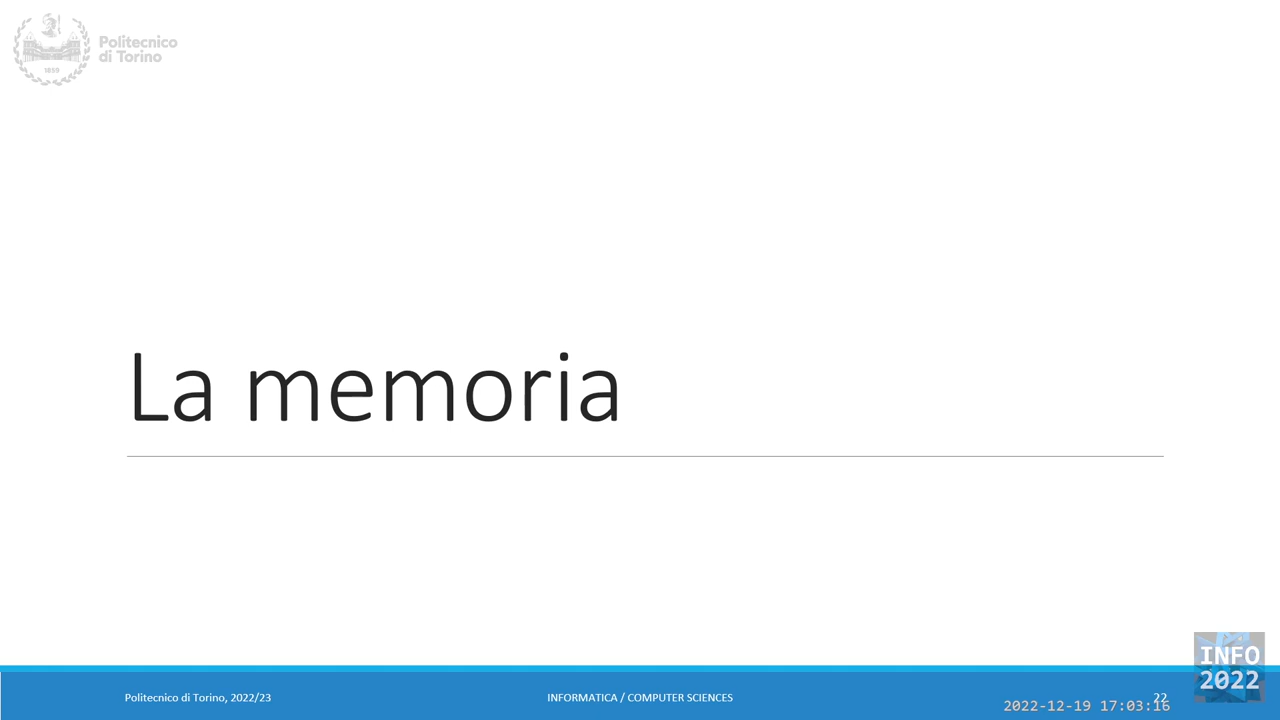 Politecnico
di Torino
1859
La memoria
INFO
2022
Politecnico di Torino, 2022/23
INFORMATICA / COMPUTER SCIENCES
22
2022-12-19 17:03:16